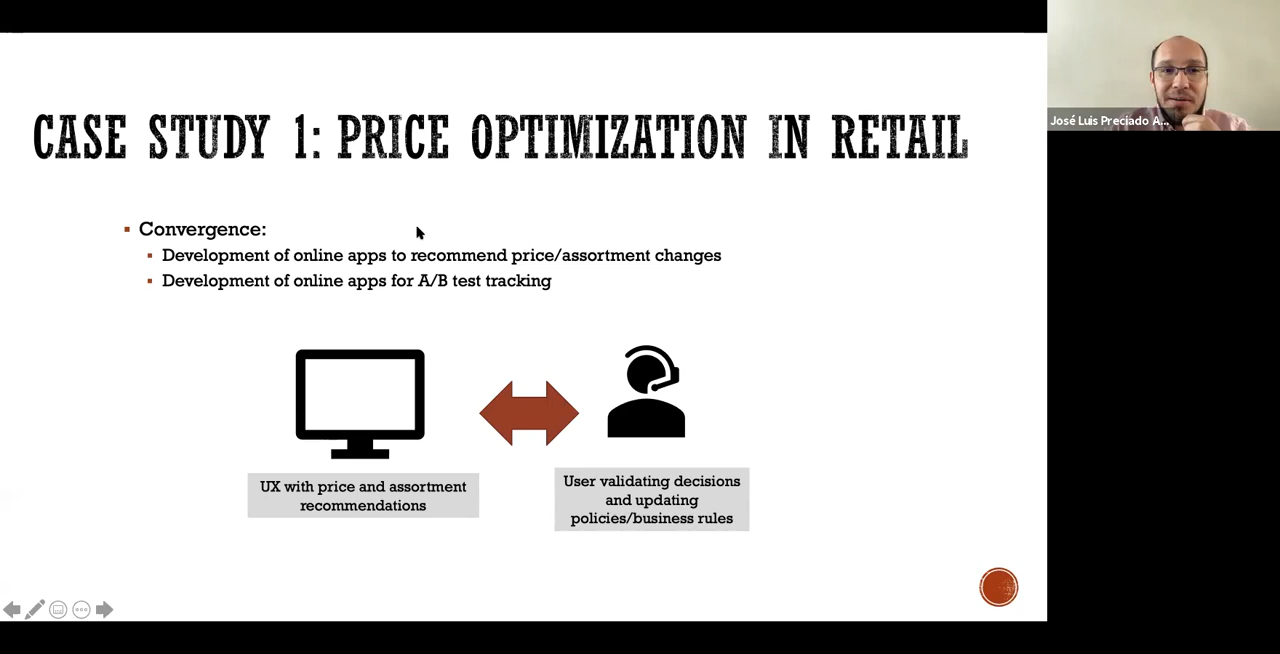 CASE STUDY 1: PRICE OPTIMIZATION IN RETAIL
José Luis Preciado A...
▪ Convergence:
▪ Development of online apps to recommend price/assortment changes
▪ Development of online apps for A/B test tracking
UX with price and assortment
recommendations
User validating decisions
and updating
policies/business rules